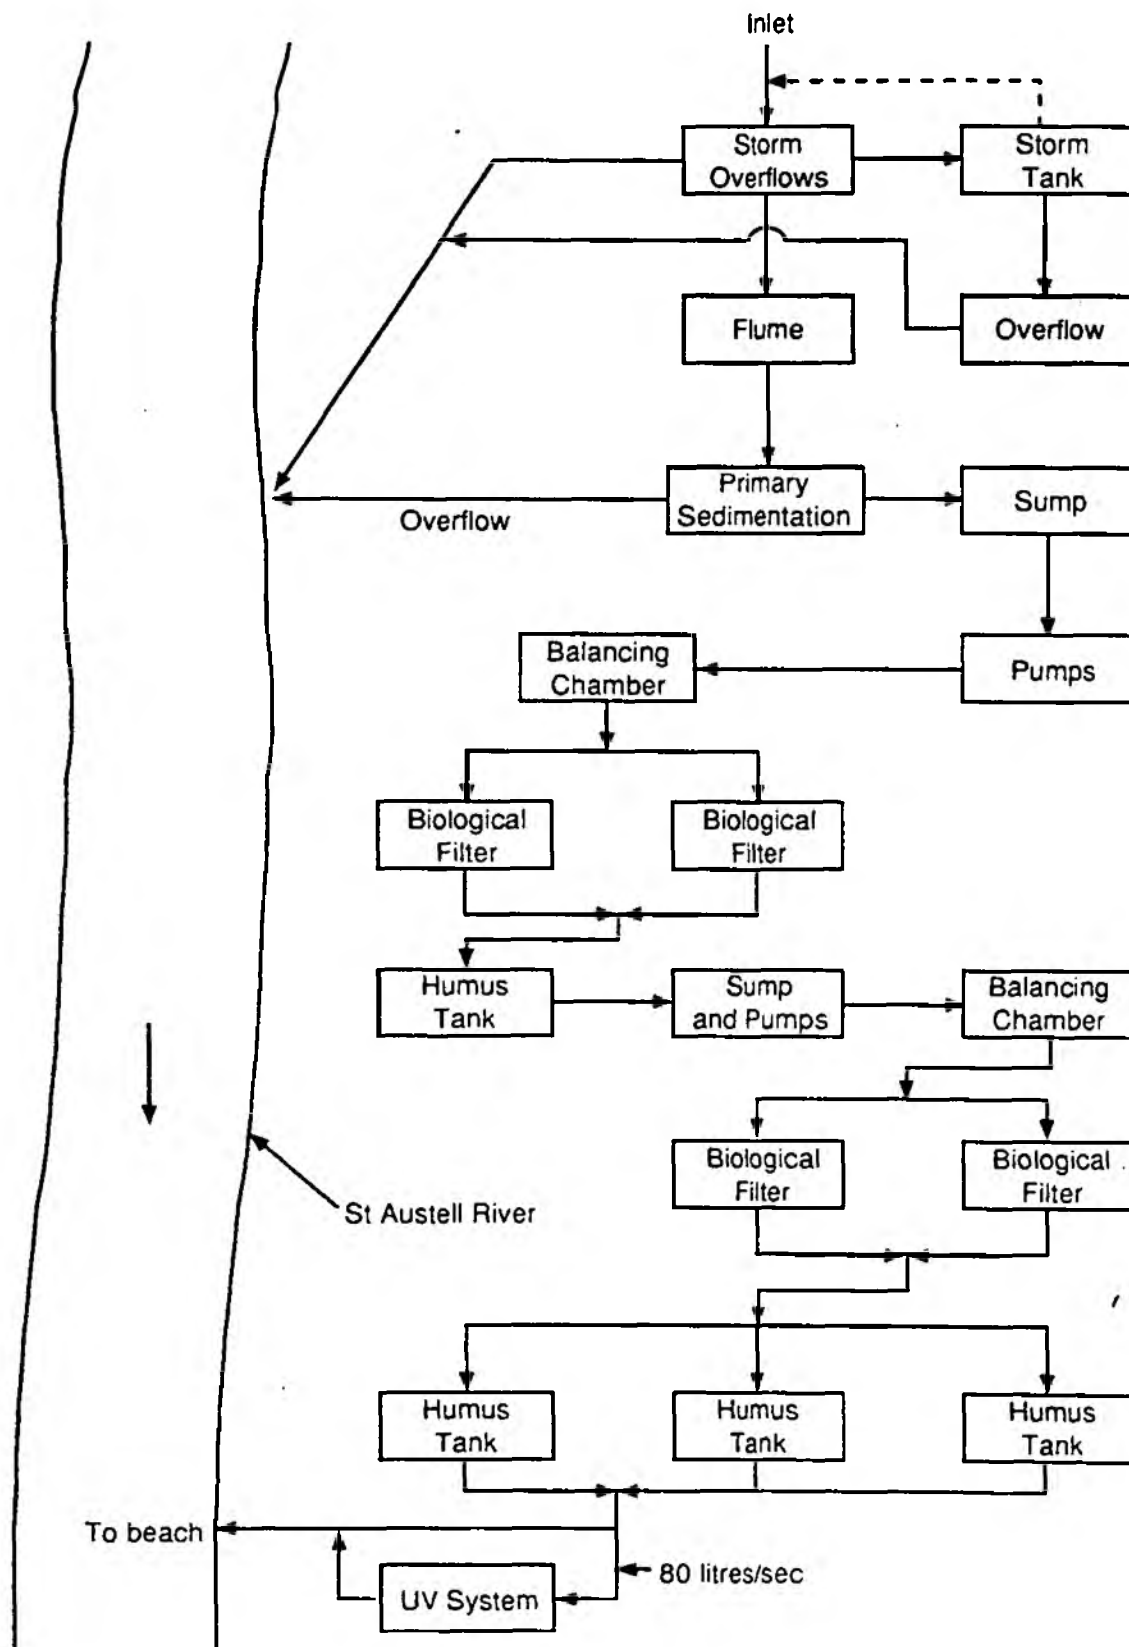 Inlet
Storm
Overflows
Storm
Tank
Flume
Overflow
Primary
Sedimentation
Sump
Overflow
Balancing
Chamber
Pumps
Biological
Filter
Biological
Filter
Humus
Tank
Sump
and Pumps
Balancing
Chamber
Biological
Filter
Biological
Filter
St Austell River
Humus
Tank
Humus
Tank
Humus
Tank
To beach
80 litres/sec
UV System